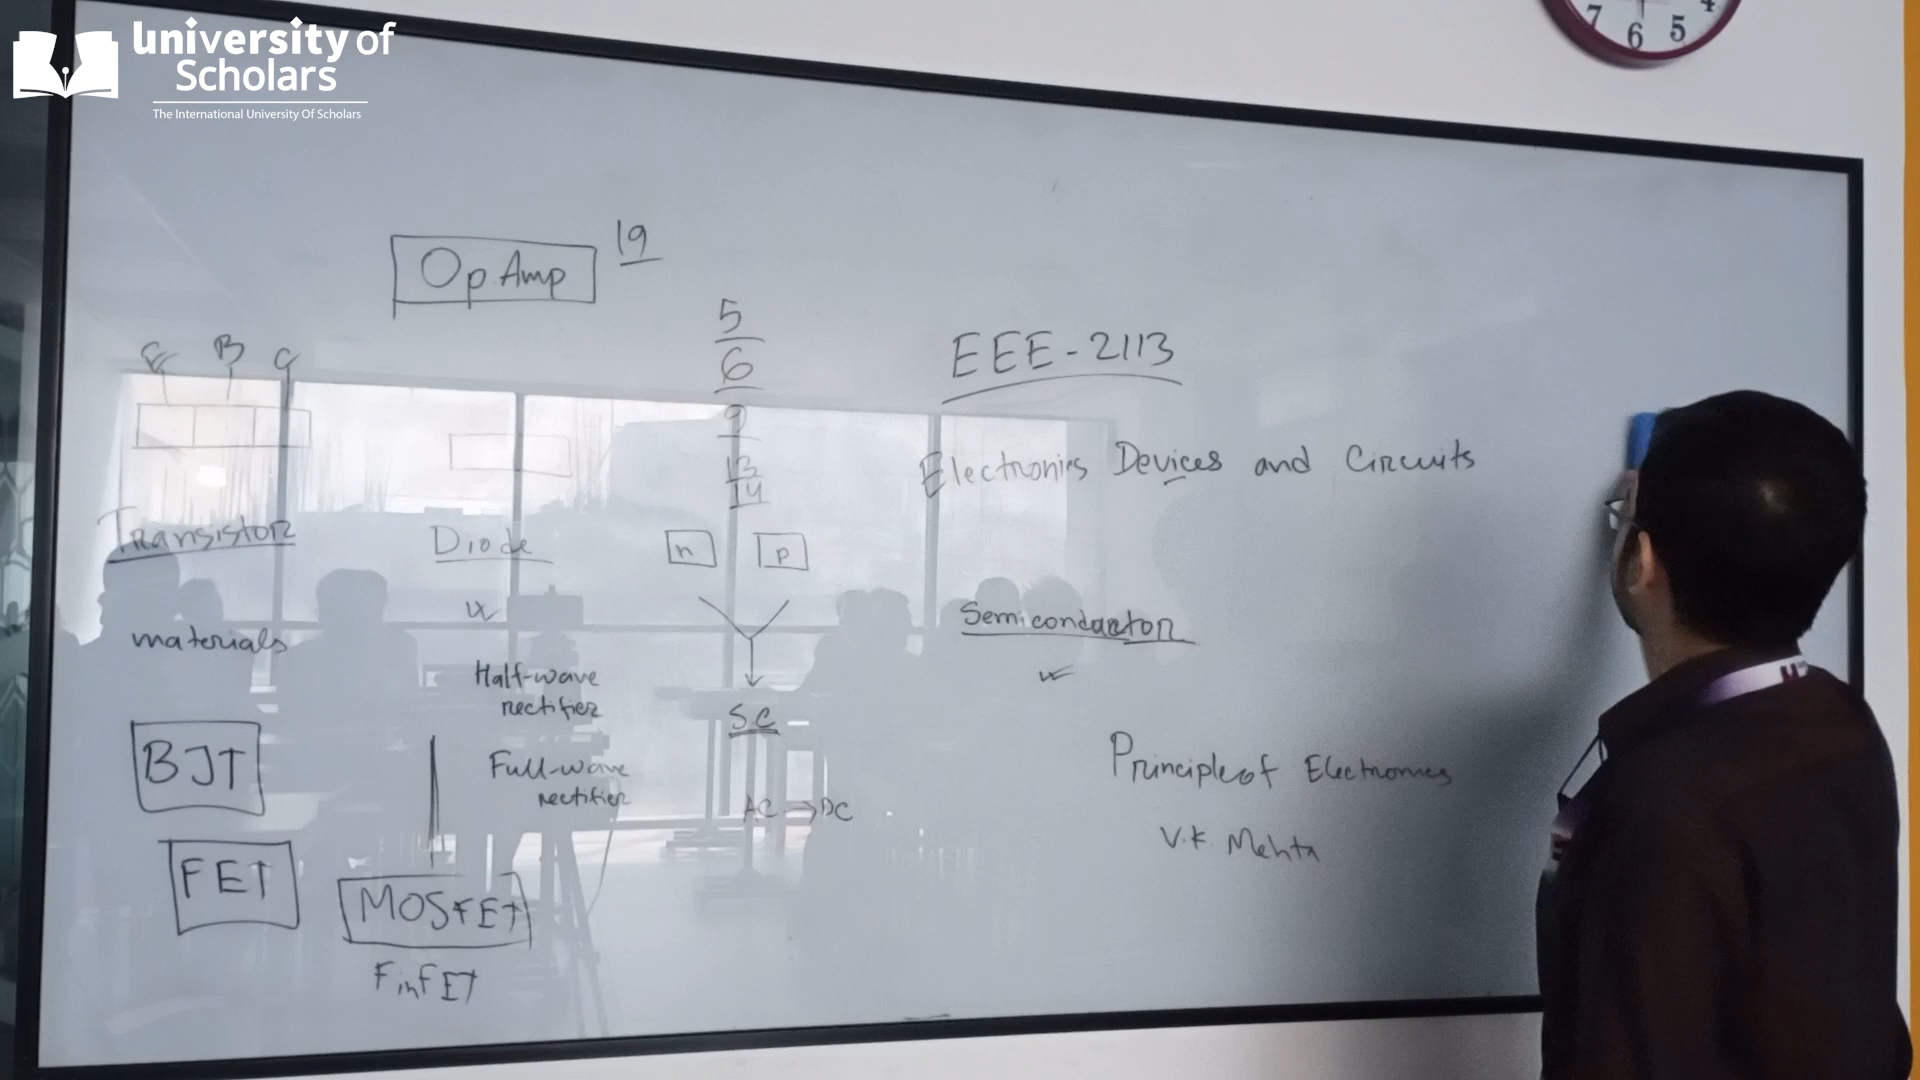 University of
Scholars
The International University Of Scholars
7 6 5 4
Op Amp
19
E B C
5
6
9
13
14
EEE-2113
Electronics Devices and Circuits
Transistor
Diode
n
p
materials
Semiconductor
Half-wave
rectifier
S.C
BJT
Full-wave
rectifier
AC → DC
Principle of Electronics
V.K. Mehta
FET
MOSFET
FinFET